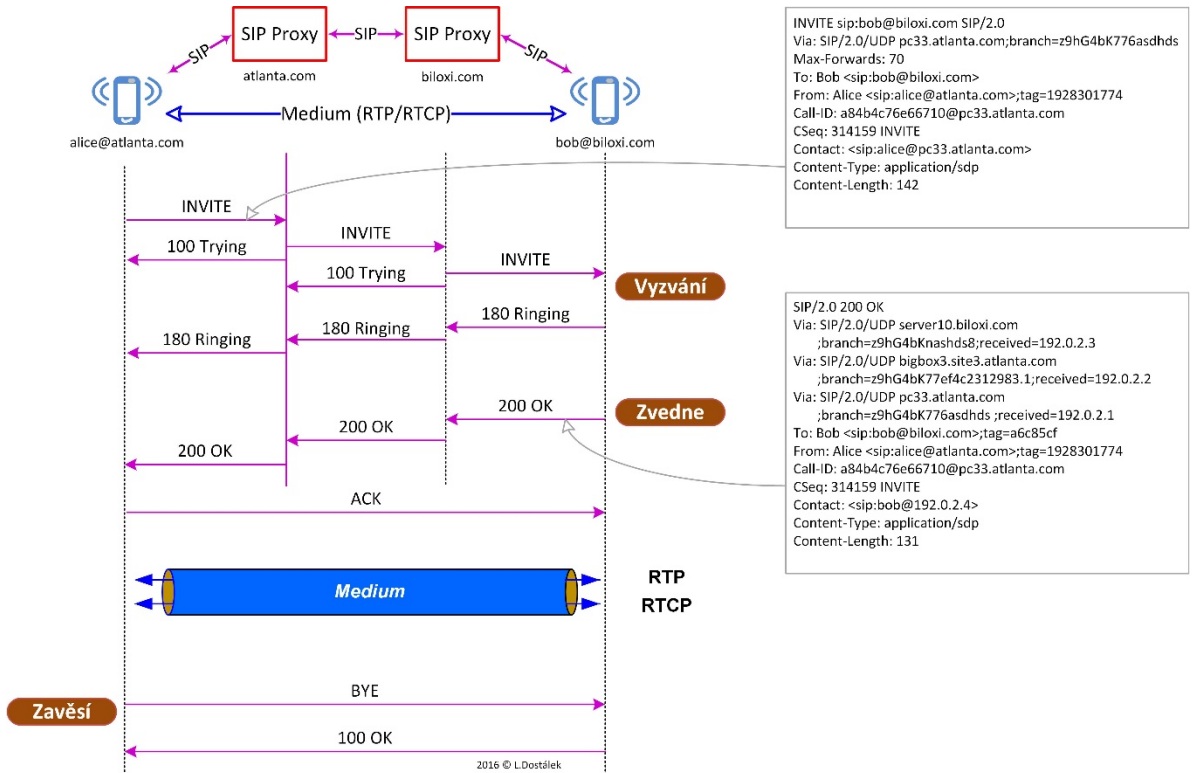 SIP Proxy
SIP
SIP Proxy
SIP
SIP
atlanta.com
biloxi.com
Medium (RTP/RTCP)
alice@atlanta.com
bob@biloxi.com
INVITE
INVITE
100 Trying
INVITE
100 Trying
Vyzvání
180 Ringing
180 Ringing
180 Ringing
200 OK
Zvedne
200 OK
200 OK
ACK
Medium
RTP
RTCP
BYE
Zavěsí
100 OK
2016 © L.Dostálek
INVITE sip:bob@biloxi.com SIP/2.0
Via: SIP/2.0/UDP pc33.atlanta.com;branch=z9hG4bK776asdhds
Max-Forwards: 70
To: Bob <sip:bob@biloxi.com>
From: Alice <sip:alice@atlanta.com>;tag=1928301774
Call-ID: a84b4c76e66710@pc33.atlanta.com
CSeq: 314159 INVITE
Contact: <sip:alice@pc33.atlanta.com>
Content-Type: application/sdp
Content-Length: 142
SIP/2.0 200 OK
Via: SIP/2.0/UDP server10.biloxi.com
;branch=z9hG4bKnashds8;received=192.0.2.3
Via: SIP/2.0/UDP bigbox3.site3.atlanta.com
;branch=z9hG4bK77ef4c2312983.1;received=192.0.2.2
Via: SIP/2.0/UDP pc33.atlanta.com
;branch=z9hG4bK776asdhds ;received=192.0.2.1
To: Bob <sip:bob@biloxi.com>;tag=a6c85cf
From: Alice <sip:alice@atlanta.com>;tag=1928301774
Call-ID: a84b4c76e66710@pc33.atlanta.com
CSeq: 314159 INVITE
Contact: <sip:bob@192.0.2.4>
Content-Type: application/sdp
Content-Length: 131